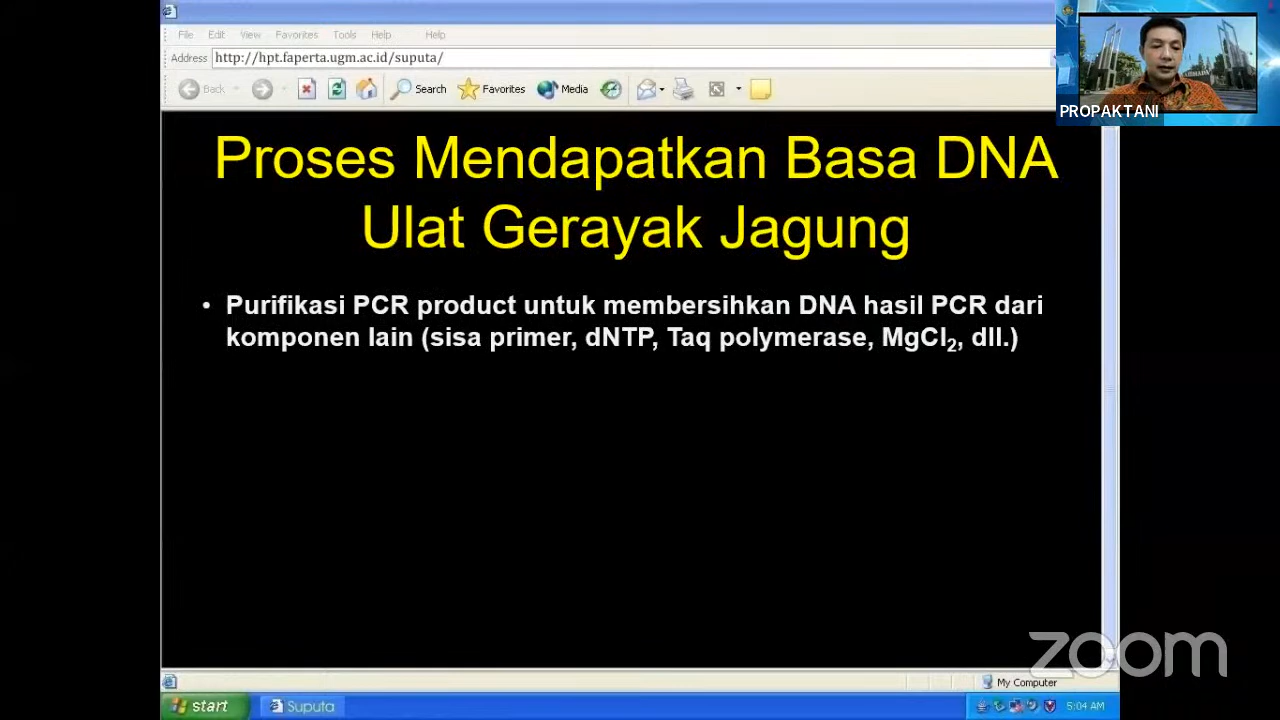 File Edit View Favorites Tools Help Help
Address http://hpt.faperta.ugm.ac.id/suputa/
Back Search Favorites Media
PROPAKTANI
Proses Mendapatkan Basa DNA
Ulat Gerayak Jagung
• Purifikasi PCR product untuk membersihkan DNA hasil PCR dari
komponen lain (sisa primer, dNTP, Taq polymerase, MgCl₂, dll.)
zoom
My Computer
start Suputa 5:04 AM